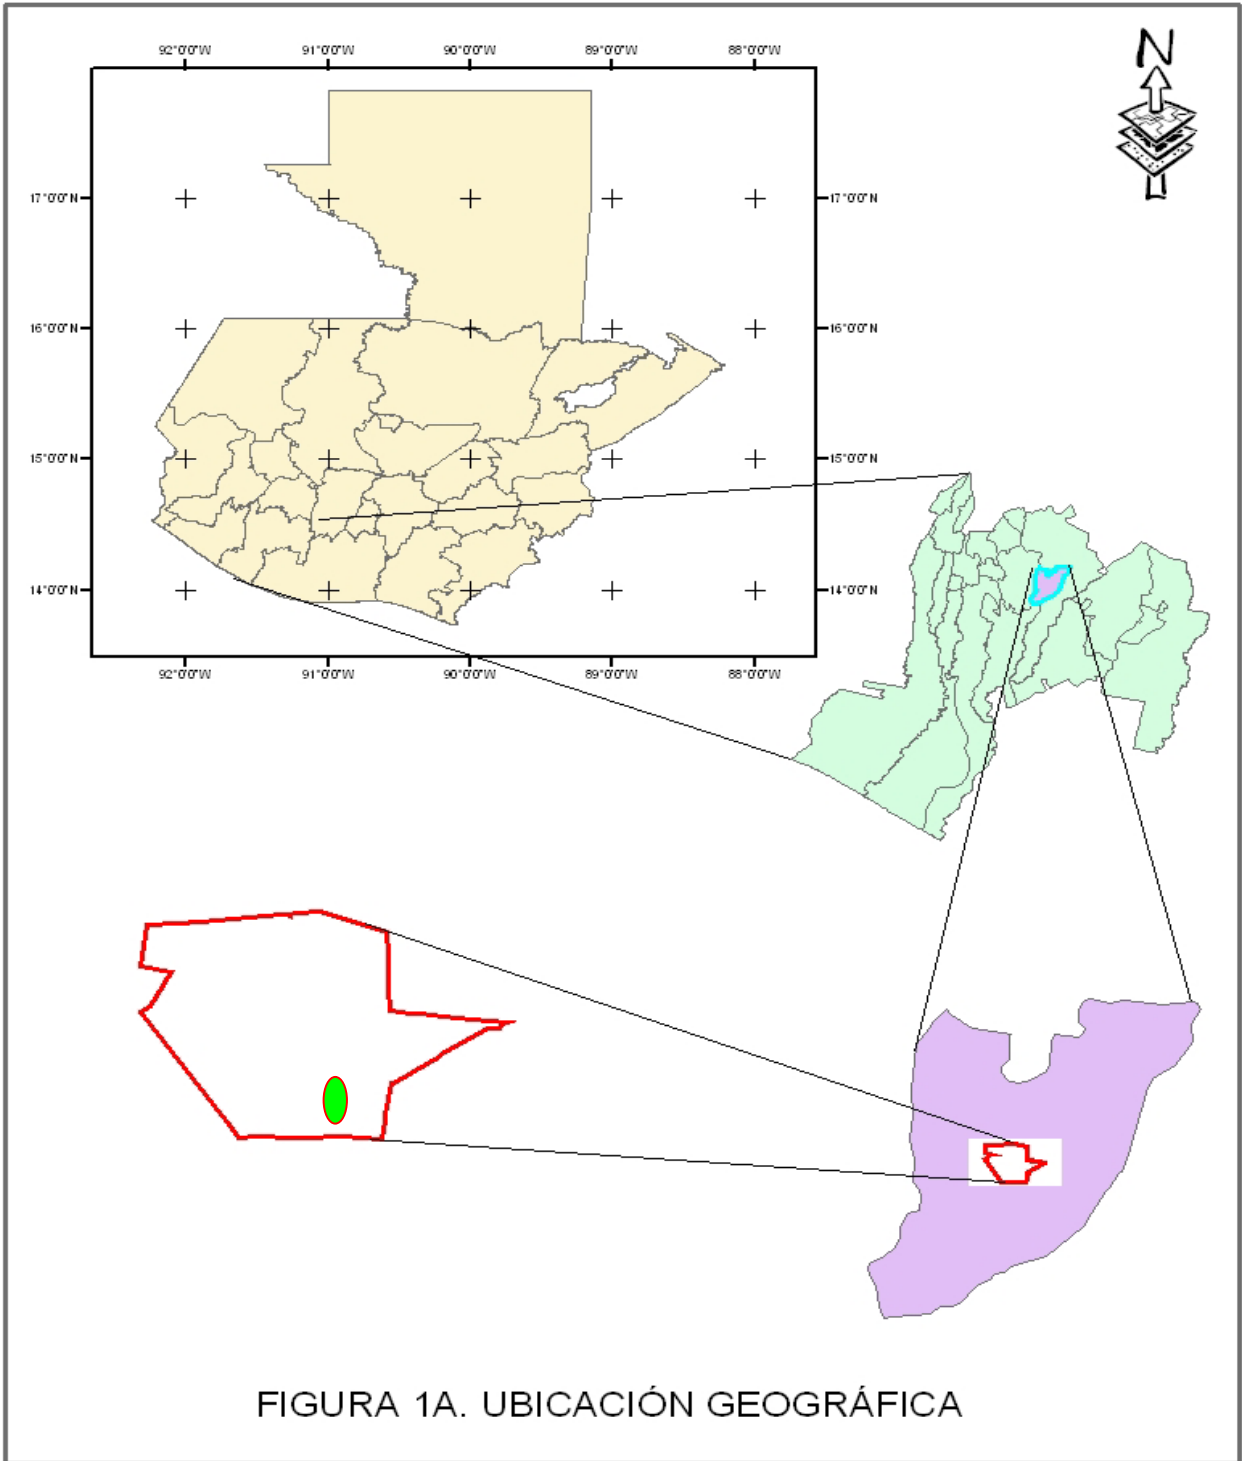 N
92°0'0"W 91°0'0"W 90°0'0"W 89°0'0"W 88°0'0"W
17°0'0"N 17°0'0"N
16°0'0"N 16°0'0"N
15°0'0"N 15°0'0"N
14°0'0"N 14°0'0"N
92°0'0"W 91°0'0"W 90°0'0"W 89°0'0"W 88°0'0"W
FIGURA 1A. UBICACIÓN GEOGRÁFICA